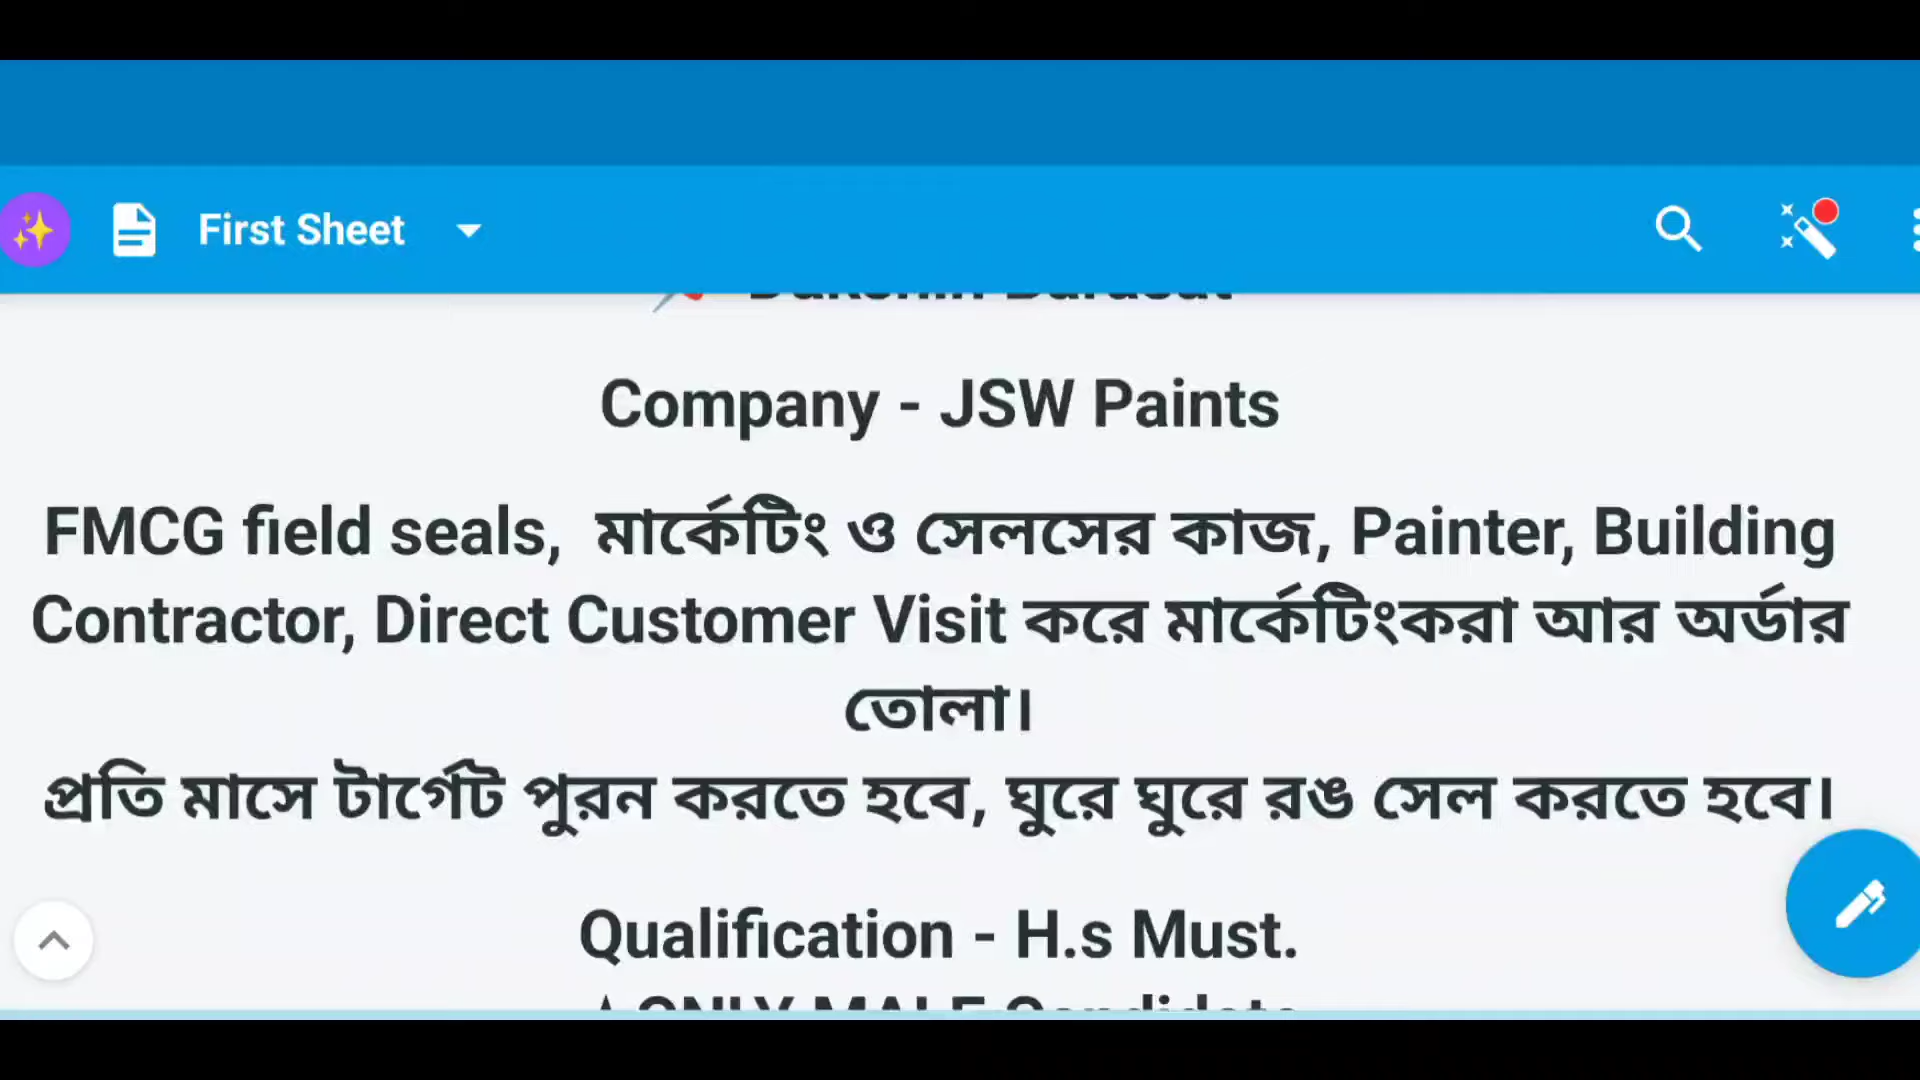 First Sheet
Company - JSW Paints
FMCG field seals, মার্কেটিং ও সেলসের কাজ, Painter, Building
Contractor, Direct Customer Visit করে মার্কেটিংকরা আর অর্ডার
তোলা।
প্রতি মাসে টার্গেট পুরন করতে হবে, ঘুরে ঘুরে রঙ সেল করতে হবে।
Qualification - H.s Must.